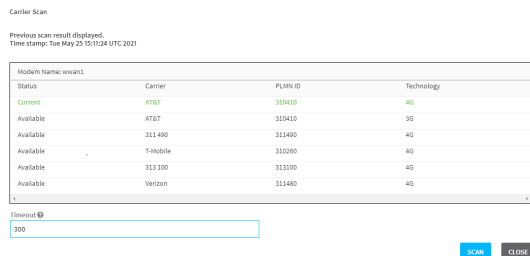 Carrier Scan
Previous scan result displayed.
Time stamp: Tue May 25 15:11:24 UTC 2021
Modem Name: wwan1
Status Carrier PLMN ID Technology
Current AT&T 310410 4G
Available AT&T 310410 3G
Available 311 490 311490 4G
Available T-Mobile 310260 4G
Available 313 100 313100 4G
Available Verizon 311480 4G
Timeout
300
SCAN CLOSE